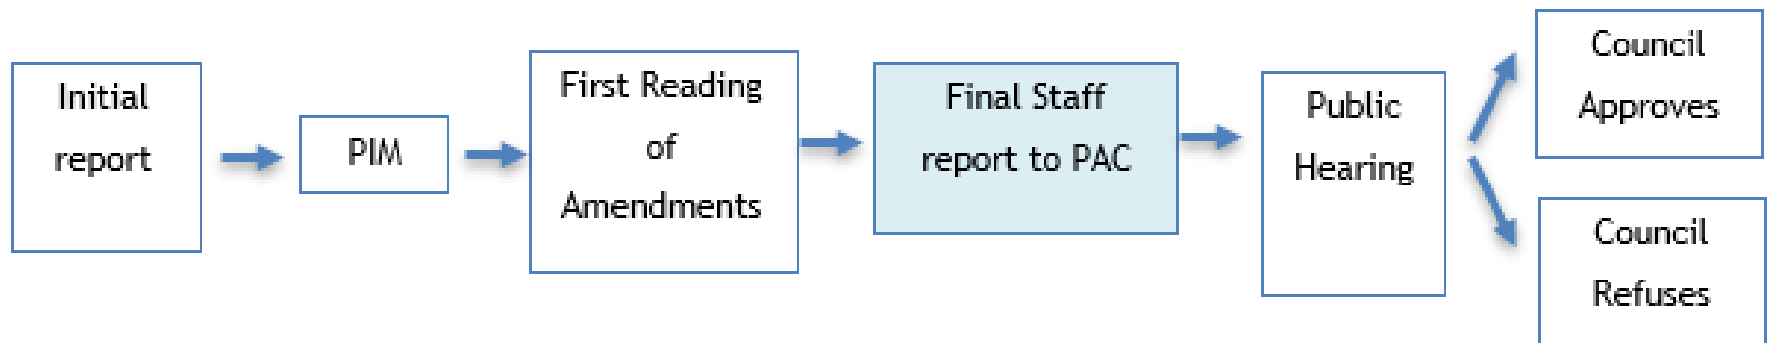 Initial
report
PIM
First Reading
of
Amendments
Final Staff
report to PAC
Public
Hearing
Council
Approves
Council
Refuses